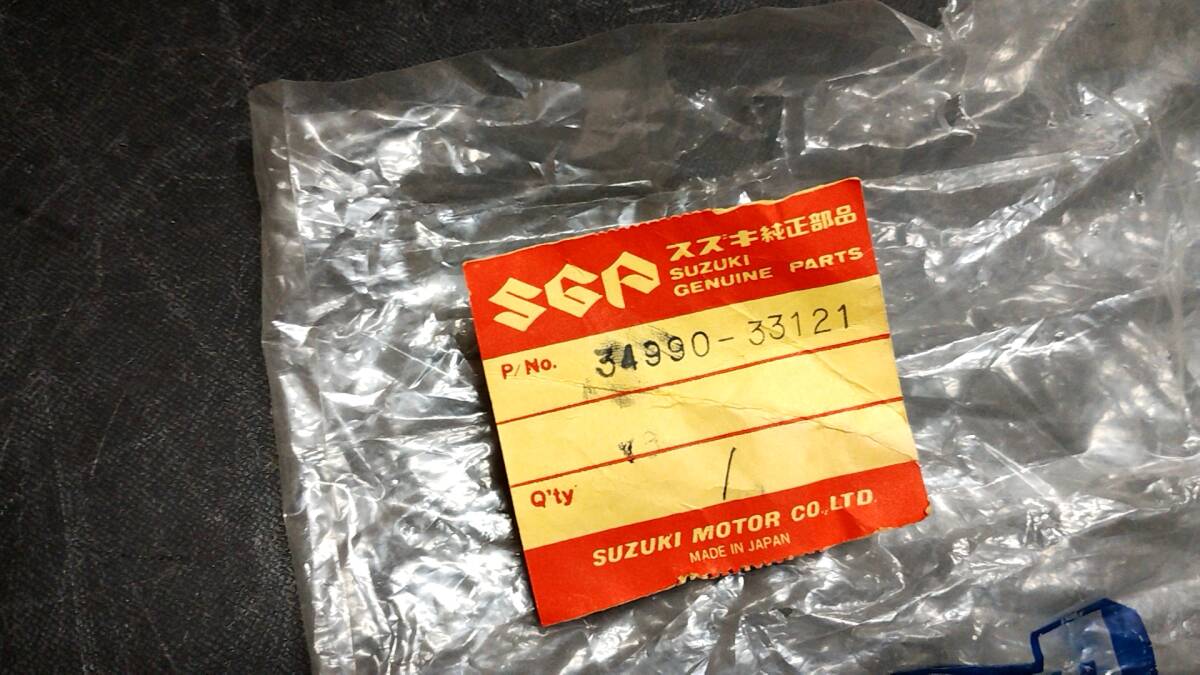 SGP スズキ純正部品
SUZUKI
GENUINE PARTS
P/No. 34990-33121
Q'ty /
SUZUKI MOTOR CO.,LTD.
MADE IN JAPAN